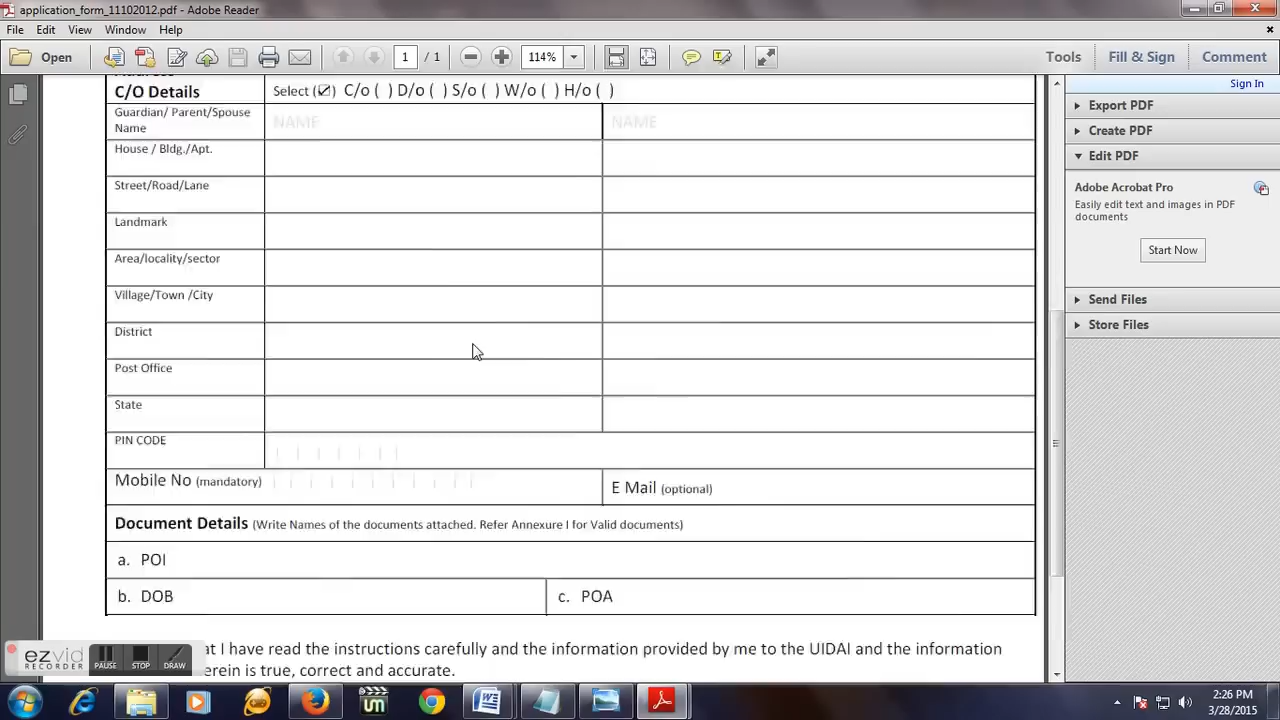 application_form_11102012.pdf - Adobe Reader
File Edit View Window Help
Open 1 / 1 114% Tools Fill & Sign Comment
Sign In
Export PDF
Create PDF
Edit PDF
Adobe Acrobat Pro
Easily edit text and images in PDF
documents
Start Now
Send Files
Store Files
Address
C/O Details Select (☑) C/o ( ) D/o ( ) S/o ( ) W/o ( ) H/o ( )
Guardian/ Parent/Spouse
Name NAME NAME
House / Bldg./Apt.
Street/Road/Lane
Landmark
Area/locality/sector
Village/Town /City
District
Post Office
State
PIN CODE
Mobile No (mandatory) E Mail (optional)
Document Details (Write Names of the documents attached. Refer Annexure I for Valid documents)
a. POI
b. DOB c. POA
at I have read the instructions carefully and the information provided by me to the UIDAI and the information
erein is true, correct and accurate.
ezvid
RECORDER
PAUSE STOP DRAW
2:26 PM
3/28/2015